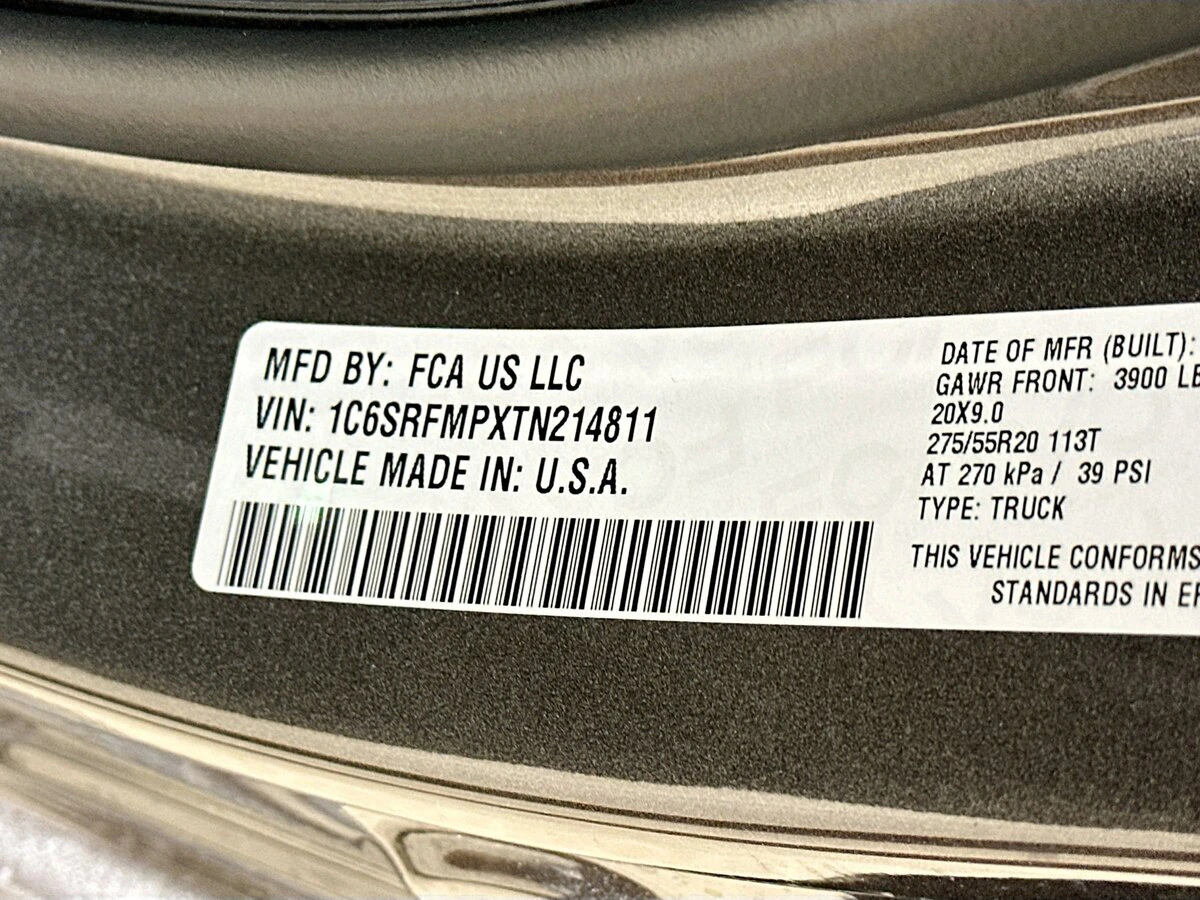 MFD BY: FCA US LLC
VIN: 1C6SRFMPXTN214811
VEHICLE MADE IN: U.S.A.
DATE OF MFR (BUILT):
GAWR FRONT: 3900 LB
20X9.0
275/55R20 113T
AT 270 kPa / 39 PSI
TYPE: TRUCK
THIS VEHICLE CONFORMS
STANDARDS IN